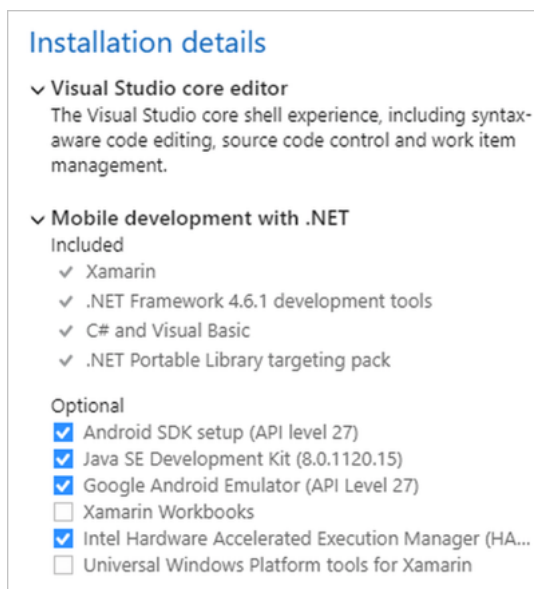 Installation details
Visual Studio core editor
The Visual Studio core shell experience, including syntax-
aware code editing, source code control and work item
management.
Mobile development with .NET
Included
Xamarin
.NET Framework 4.6.1 development tools
C# and Visual Basic
.NET Portable Library targeting pack
Optional
Android SDK setup (API level 27)
Java SE Development Kit (8.0.1120.15)
Google Android Emulator (API Level 27)
Xamarin Workbooks
Intel Hardware Accelerated Execution Manager (HA...
Universal Windows Platform tools for Xamarin